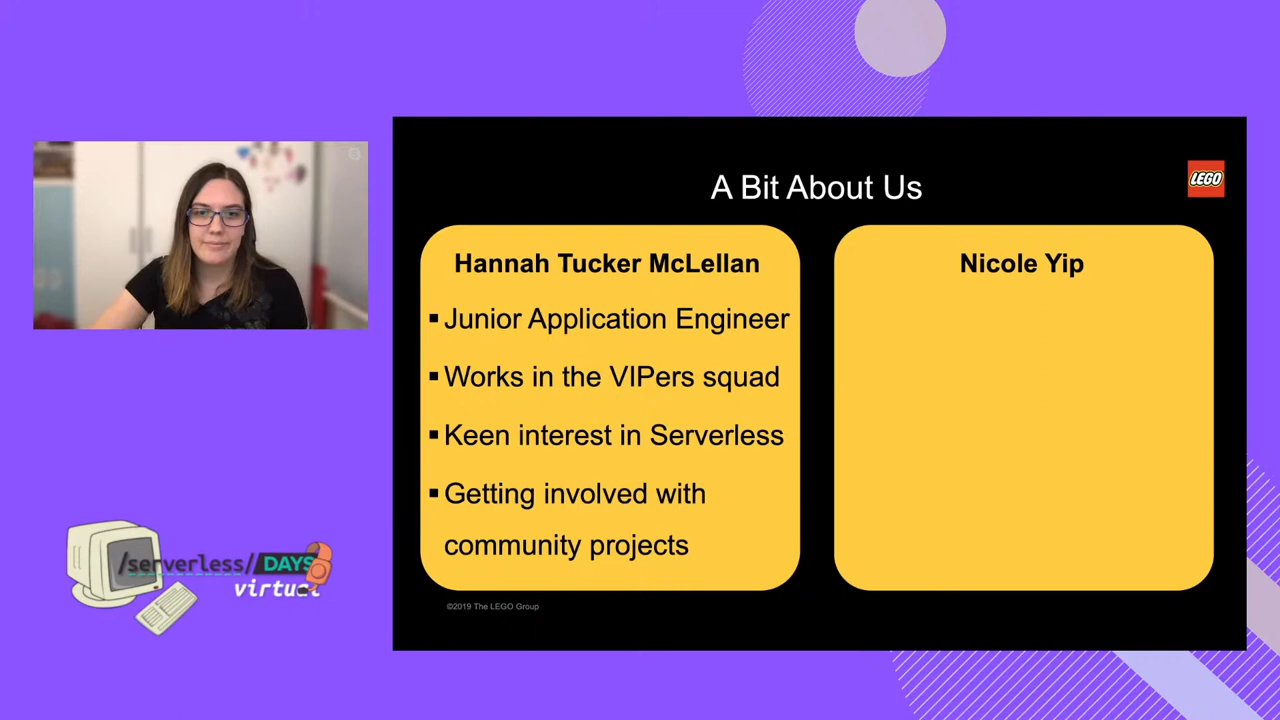 A Bit About Us
LEGO
Hannah Tucker McLellan
▪ Junior Application Engineer
▪ Works in the VIPers squad
▪ Keen interest in Serverless
▪ Getting involved with
community projects
Nicole Yip
©2019 The LEGO Group
/serverless/DAYS
virtual